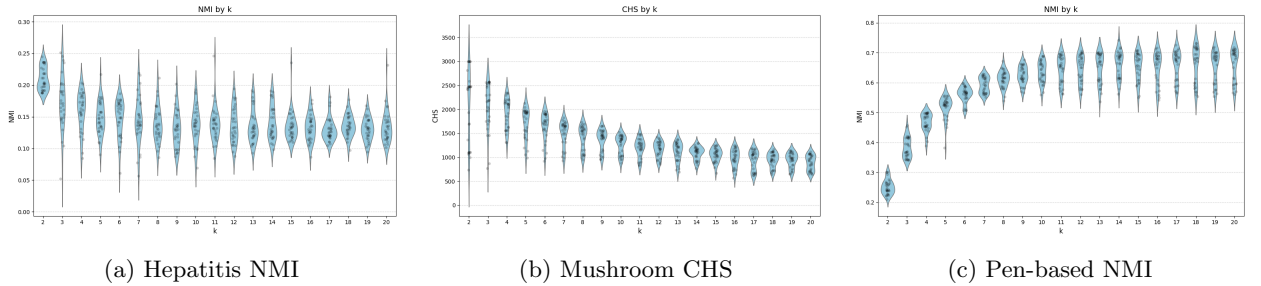 NMI by k
NMI
0.30
0.25
0.20
0.15
0.10
0.05
0.00
2 3 4 5 6 7 8 9 10 11 12 13 14 15 16 17 18 19 20
k
(a) Hepatitis NMI
CHS by k
CHS
3500
3000
2500
2000
1500
1000
500
0
2 3 4 5 6 7 8 9 10 11 12 13 14 15 16 17 18 19 20
k
(b) Mushroom CHS
NMI by k
NMI
0.8
0.7
0.6
0.5
0.4
0.3
0.2
2 3 4 5 6 7 8 9 10 11 12 13 14 15 16 17 18 19 20
k
(c) Pen-based NMI